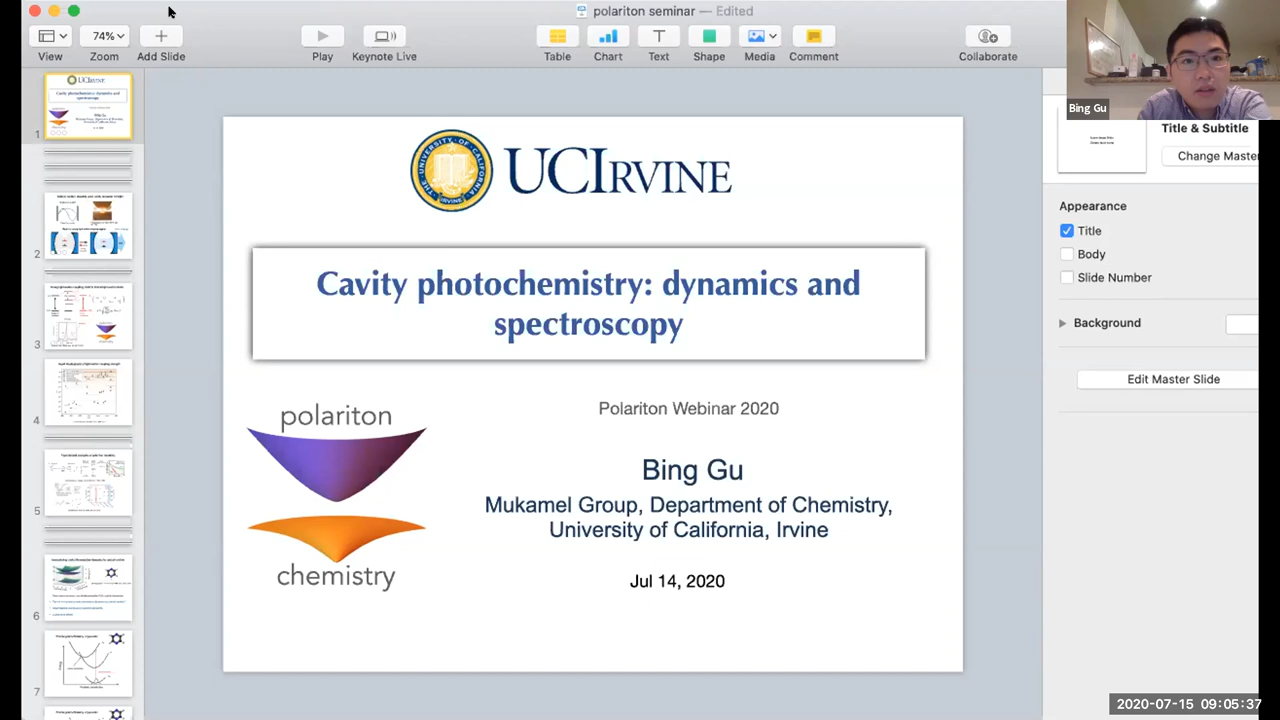 polariton seminar — Edited
View
74%
Zoom
Add Slide
Play
Keynote Live
Table
Chart
Text
Shape
Media
Comment
Collaborate
Bing Gu
1
2
3
4
5
6
7
UCIRVINE
Cavity photochemistry: dynamics and
spectroscopy
polariton
chemistry
Polariton Webinar 2020
Bing Gu
Mukamel Group, Department of Chemistry,
University of California, Irvine
Jul 14, 2020
Title & Subtitle
Change Master
Appearance
Title
Body
Slide Number
Background
Edit Master Slide
2020-07-15 09:05:37